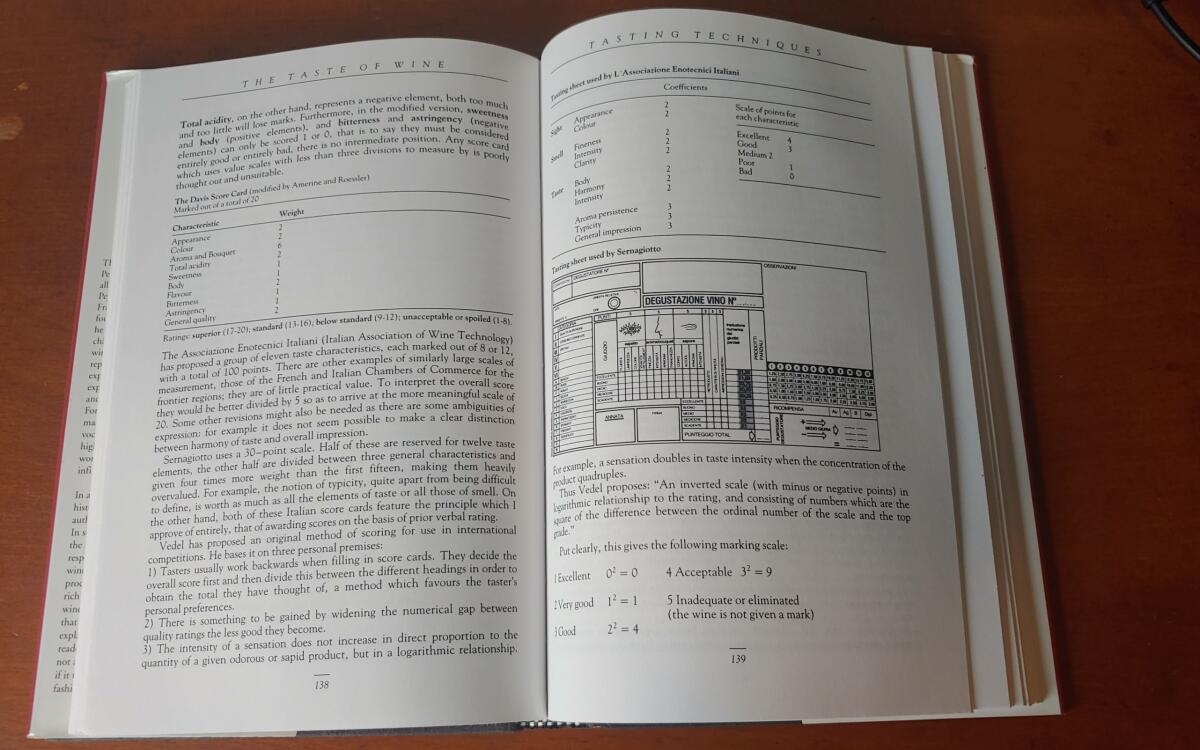 THE TASTE OF WINE
Total acidity, on the other hand, represents a negative element, both too much
and too little will lose marks. Furthermore, in the modified version, sweetness
and body (positive elements), and bitterness and astringency (negative
elements) can only be scored 1 or 0, that is to say they must be considered
entirely good or entirely bad, there is no intermediate position. Any score card
which uses value scales with less than three divisions to measure by is poorly
thought out and unsuitable.
The Davis Score Card (modified by Amerine and Roessler)
Marked out of a total of 20
Characteristic Weight
Appearance 2
Colour 2
Aroma and Bouquet 6
Total acidity 2
Sweetness 1
Body 1
Flavour 2
Bitterness 1
Astringency 1
General quality 2
Ratings: superior (17-20); standard (13-16); below standard (9-12); unacceptable or spoiled (1-8).
The Associazione Enotecnici Italiani (Italian Association of Wine Technology)
has proposed a group of eleven taste characteristics, each marked out of 8 or 12,
with a total of 100 points. There are other examples of similarly large scales of
measurement, those of the French and Italian Chambers of Commerce for the
frontier regions; they are of little practical value. To interpret the overall score
they would be better divided by 5 so as to arrive at the more meaningful scale of
20. Some other revisions might also be needed as there are some ambiguities of
expression: for example it does not seem possible to make a clear distinction
between harmony of taste and overall impression.
Sernagiotto uses a 30-point scale. Half of these are reserved for twelve taste
elements, the other half are divided between three general characteristics and
given four times more weight than the first fifteen, making them heavily
overvalued. For example, the notion of typicity, quite apart from being difficult
to define, is worth as much as all the elements of taste or all those of smell. On
the other hand, both of these Italian score cards feature the principle which I
approve of entirely, that of awarding scores on the basis of prior verbal rating.
Vedel has proposed an original method of scoring for use in international
competitions. He bases it on three personal premises:
1) Tasters usually work backwards when filling in score cards. They decide the
overall score first and then divide this between the different headings in order to
obtain the total they have thought of, a method which favours the taster's
personal preferences.
2) There is something to be gained by widening the numerical gap between
quality ratings the less good they become.
3) The intensity of a sensation does not increase in direct proportion to the
quantity of a given odorous or sapid product, but in a logarithmic relationship.
138
TASTING TECHNIQUES
Tasting sheet used by L'Associazione Enotecnici Italiani
Coefficients
Sight Appearance 2
Colour 2
Smell Fineness 2
Intensity 2
Clarity 2
Taste Body 2
Harmony 2
Intensity 2
Aroma persistence 3
Typicity 3
General impression 3
Scale of points for
each characteristic
Excellent 4
Good 3
Medium 2
Poor 1
Bad 0
Tasting sheet used by Sernagiotto
DEGUSTATORE N°
OSSERVAZIONI
DEGUSTAZIONE VINO N°
PUNTI
GIUDIZIO
PRODOTTI PARZIALI
ECCELLENTE
BUONO
MEDIO
MEDIOCRE
SCADENTE
ANNATA
ECCELLENTE
BUONO
MEDIO
MEDIOCRE
SCADENTE
PUNTEGGIO TOTAL
RICOMPENSA
For example, a sensation doubles in taste intensity when the concentration of the
product quadruples.
Thus Vedel proposes: "An inverted scale (with minus or negative points) in
logarithmic relationship to the rating, and consisting of numbers which are the
square of the difference between the ordinal number of the scale and the top
grade."
Put clearly, this gives the following marking scale:
1 Excellent 0² = 0 4 Acceptable 3² = 9
2 Very good 1² = 1 5 Inadequate or eliminated
(the wine is not given a mark)
3 Good 2² = 4
139